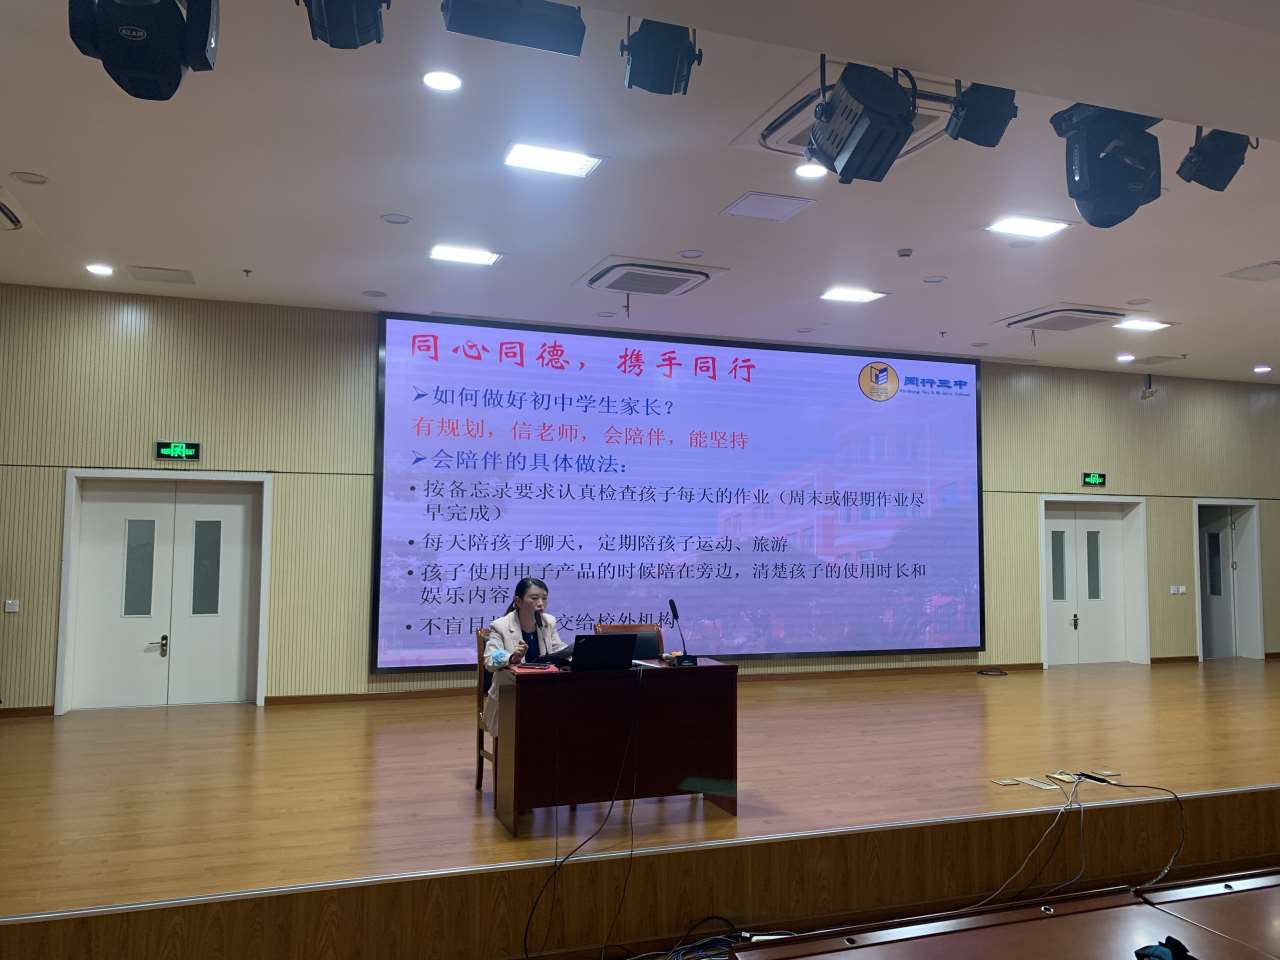 同心同德，携手同行
闵行三中
➢如何做好初中学生家长？
有规划，信老师，会陪伴，能坚持
➢会陪伴的具体做法：
• 按备忘录要求认真检查孩子每天的作业（周末或假期作业尽
早完成）
• 每天陪孩子聊天，定期陪孩子运动、旅游
• 孩子使用电子产品的时候陪在旁边，清楚孩子的使用时长和
娱乐内容
• 不盲目 交给校外机构